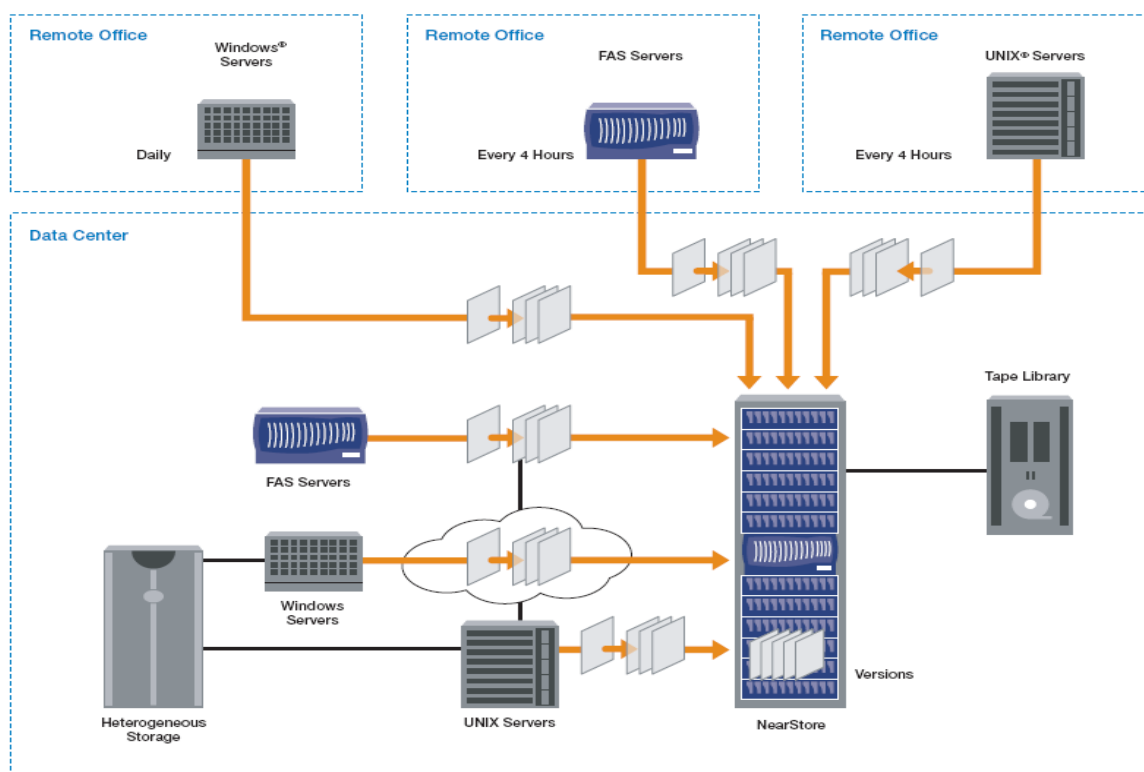 Remote Office
Windows®
Servers
Daily
Remote Office
FAS Servers
Every 4 Hours
Remote Office
UNIX® Servers
Every 4 Hours
Data Center
Tape Library
FAS Servers
Windows
Servers
Heterogeneous
Storage
UNIX Servers
Versions
NearStore